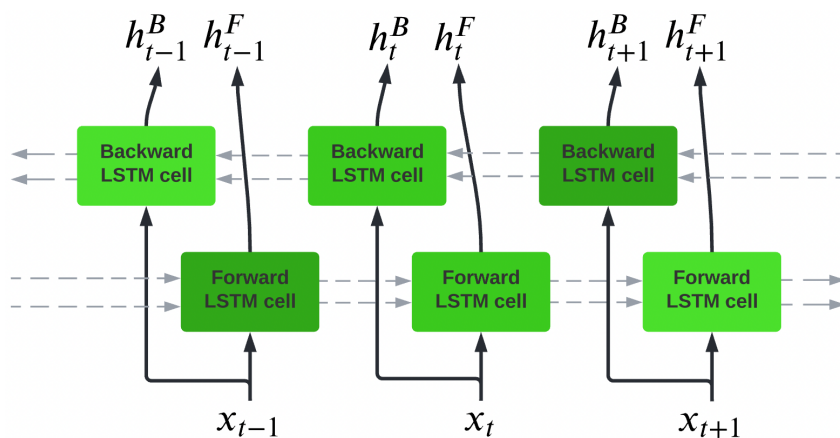 h^B_{t-1} h^F_{t-1} h^B_t h^F_t h^B_{t+1} h^F_{t+1}
Backward
LSTM cell
Backward
LSTM cell
Backward
LSTM cell
Forward
LSTM cell
Forward
LSTM cell
Forward
LSTM cell
x_{t-1} x_t x_{t+1}